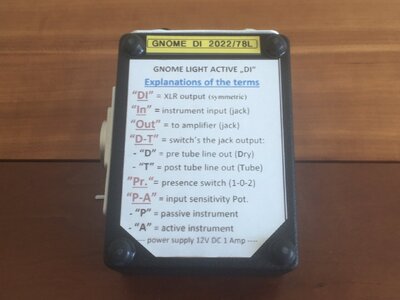 GNOME DI 2022/78L
GNOME LIGHT ACTIVE „DI"
Explanations of the terms
"DI" = XLR output (symmetric)
"In" = instrument input (jack)
"Out" = to amplifier (jack)
"D-T" = switch´s the jack output:
- "D" = pre tube line out (Dry)
- "T" = post tube line out (Tube)
"Pr."= presence switch (1-0-2)
"P-A" = input sensitivity Pot.
- "P" = passive instrument
- "A" = active instrument
--- power supply 12V DC 1 Amp ----